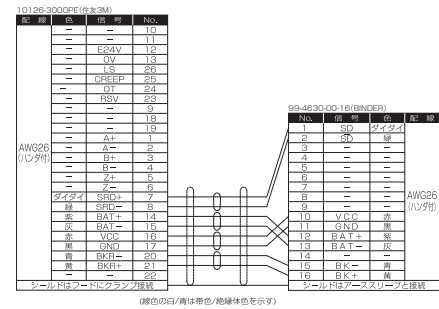 10126-3000PE(住友3M)
配 線 色 信 号 No.
AWG26
(ハンダ付)
− − 10
− − 11
− E24V 12
− 0V 13
− LS 26
− CREEP 25
− OT 24
− RSV 23
− − 9
− − 18
− − 19
− A+ 1
− A− 2
− B+ 3
− B− 4
− Z+ 5
− Z− 6
ダイダイ SRD+ 7
緑 SRD− 8
紫 BAT+ 14
灰 BAT− 15
赤 VCC 16
黒 GND 17
青 BKR− 20
黄 BKR+ 21
− − 22
シールドはフードにクランプ接続
99-4630-00-16(BINDER)
No. 信 号 色 配 線
1 SD ダイダイ
2 SD 緑
3 − −
4 − −
5 − −
6 − −
7 − −
8 − −
9 − −
10 VCC 赤
11 GND 黒
12 BAT+ 紫
13 BAT− 灰
14 − −
15 BK− 青
16 BK+ 黄
AWG26
(ハンダ付)
シールドはアーススリーブと接続
(線色の白/青は帯色/絶縁体色を示す)